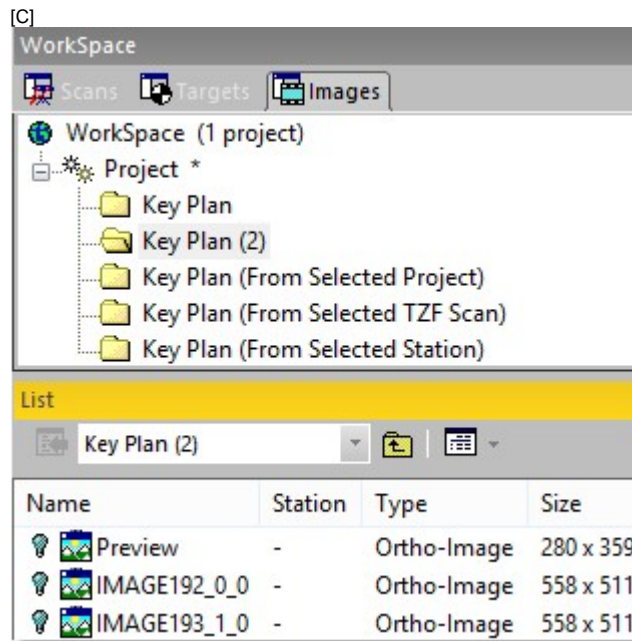 [C]
WorkSpace
Scans Targets Images
WorkSpace (1 project)
Project *
Key Plan
Key Plan (2)
Key Plan (From Selected Project)
Key Plan (From Selected TZF Scan)
Key Plan (From Selected Station)
List
Key Plan (2)
Name Station Type Size
Preview - Ortho-Image 280 x 359
IMAGE192_0_0 - Ortho-Image 558 x 511
IMAGE193_1_0 - Ortho-Image 558 x 511